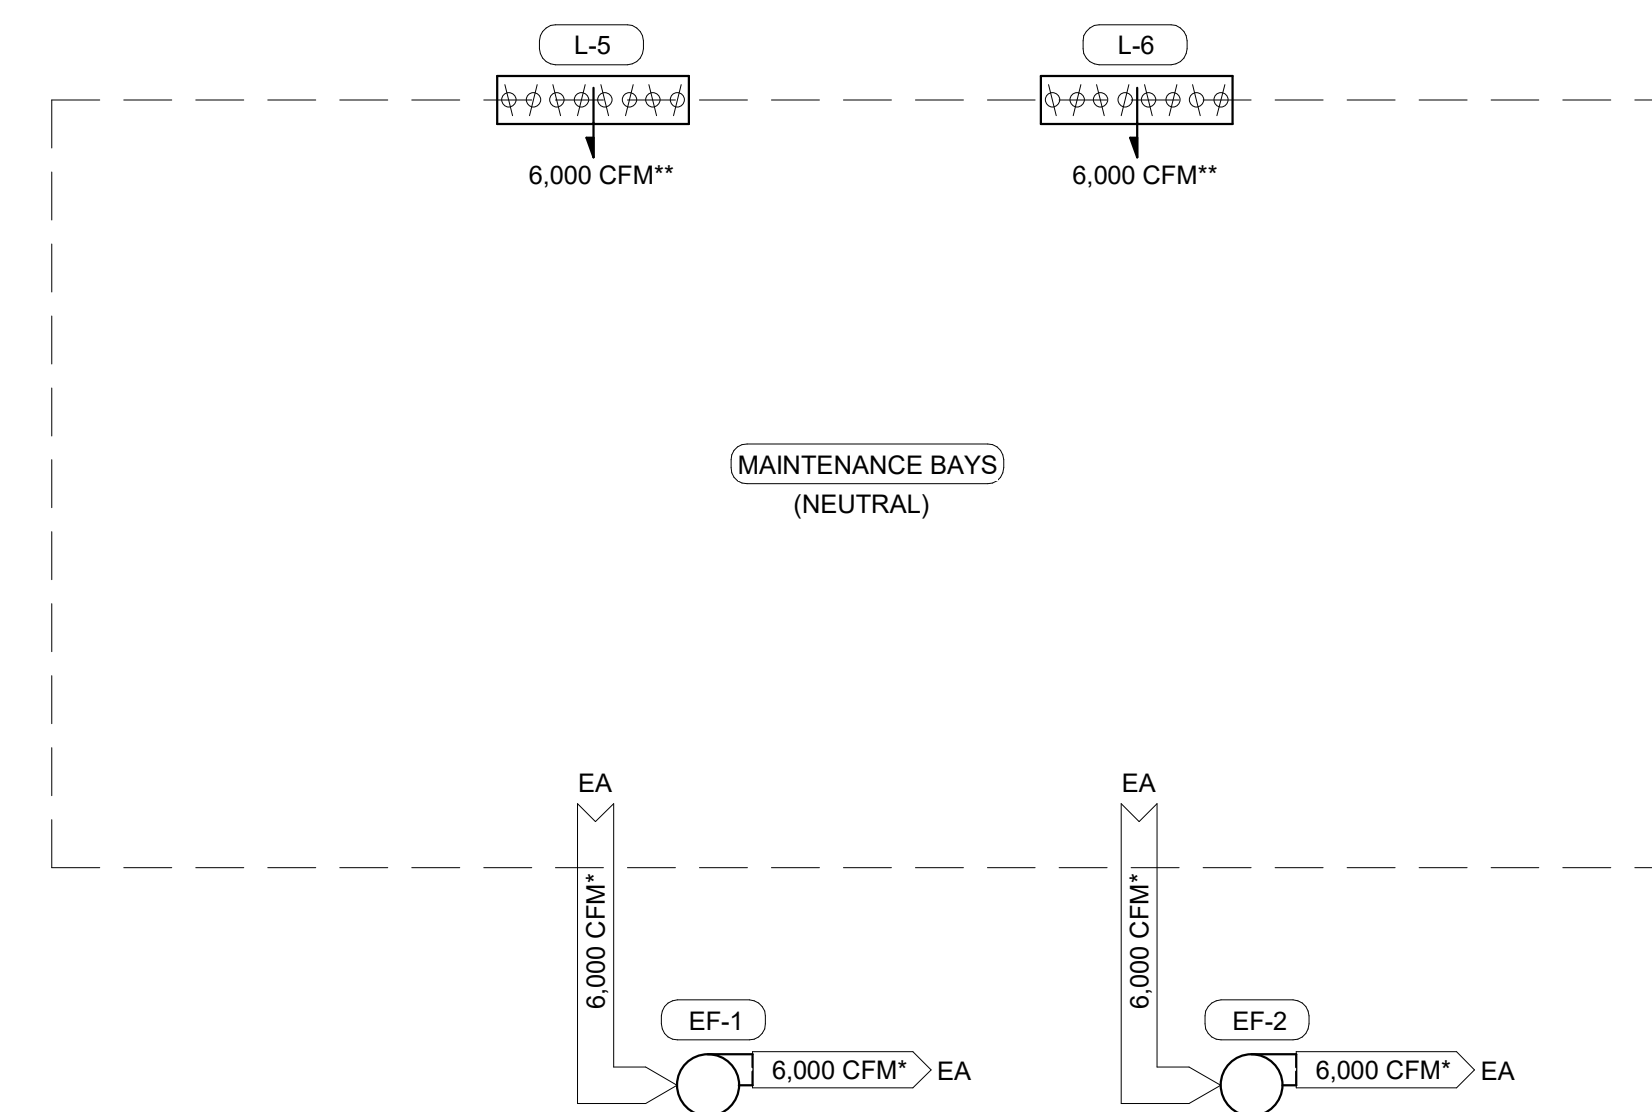 L-5
L-6
6,000 CFM**
6,000 CFM**
MAINTENANCE BAYS
(NEUTRAL)
EA
EA
6,000 CFM*
6,000 CFM*
EF-1
EF-2
6,000 CFM*
EA
6,000 CFM*
EA